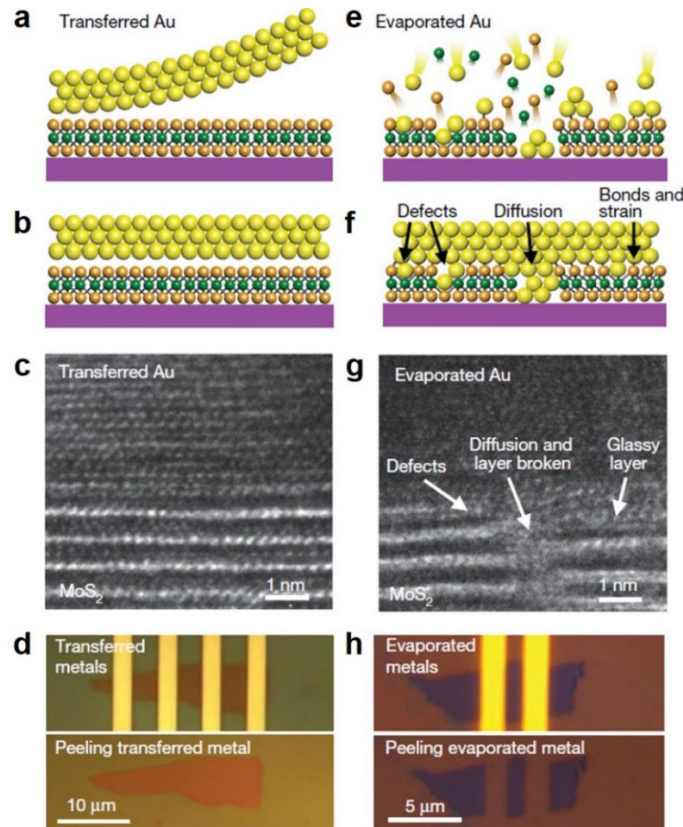 a Transferred Au
b
c Transferred Au
MoS₂
1 nm
d Transferred
metals
Peeling transferred metal
10 μm
e Evaporated Au
f Defects
Diffusion
Bonds and
strain
g Evaporated Au
Defects
Diffusion and
layer broken
Glassy
layer
MoS₂
1 nm
h Evaporated
metals
Peeling evaporated metal
5 μm